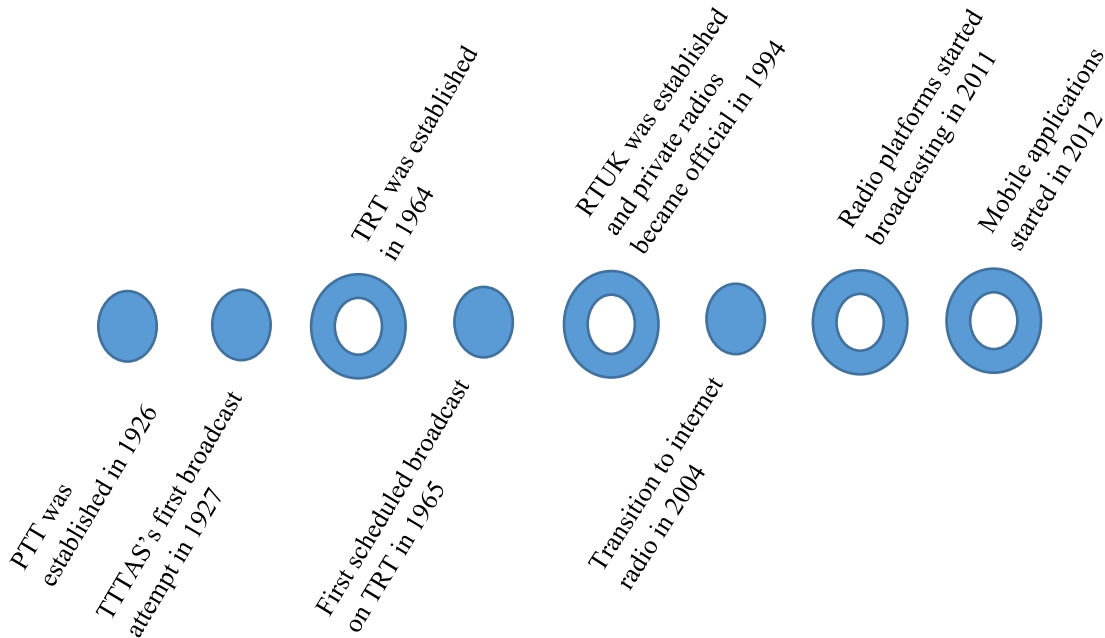 PTT was
established in 1926
TTTAS’s first broadcast
attempt in 1927
TRT was established
in 1964
First scheduled broadcast
on TRT in 1965
RTUK was established
and private radios
became official in 1994
Transition to internet
radio in 2004
Radio platforms started
broadcasting in 2011
Mobile applications
started in 2012